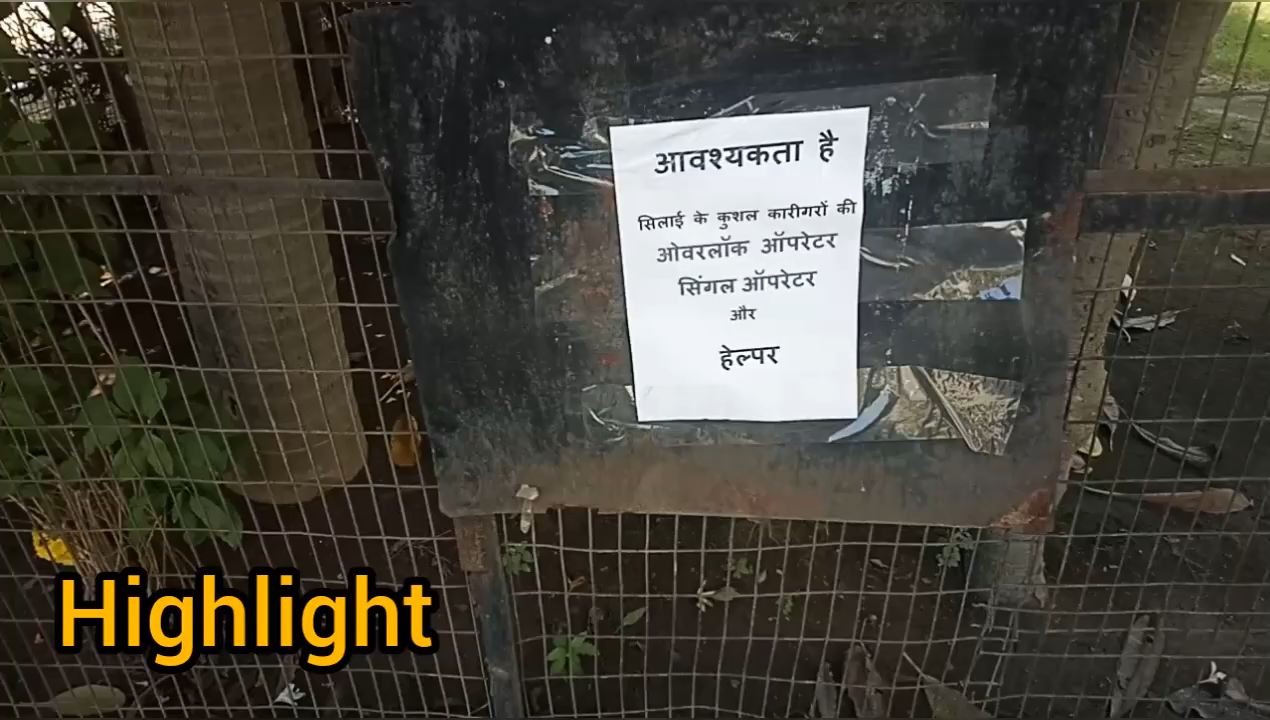 आवश्यकता है
सिलाई के कुशल कारीगरों की
ओवरलॉक ऑपरेटर
सिंगल ऑपरेटर
और
हेल्पर
Highlight